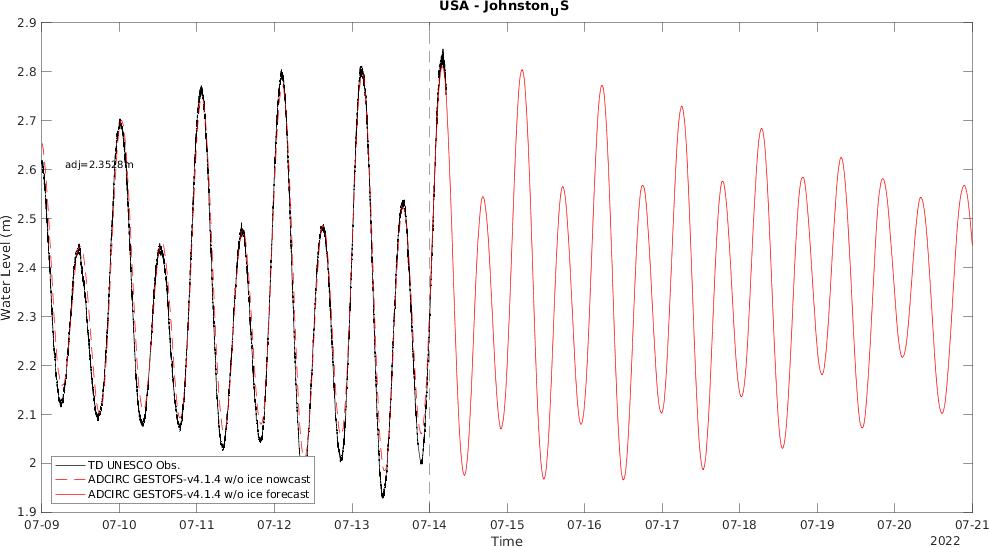 USA - Johnston_US
2.9
2.8
2.7
2.6
2.5
2.4
2.3
2.2
2.1
2
1.9
Water Level (m)
adj=2.3528m
TD UNESCO Obs.
ADCIRC GESTOFS-v4.1.4 w/o ice nowcast
ADCIRC GESTOFS-v4.1.4 w/o ice forecast
07-09 07-10 07-11 07-12 07-13 07-14 07-15 07-16 07-17 07-18 07-19 07-20 07-21
Time
2022